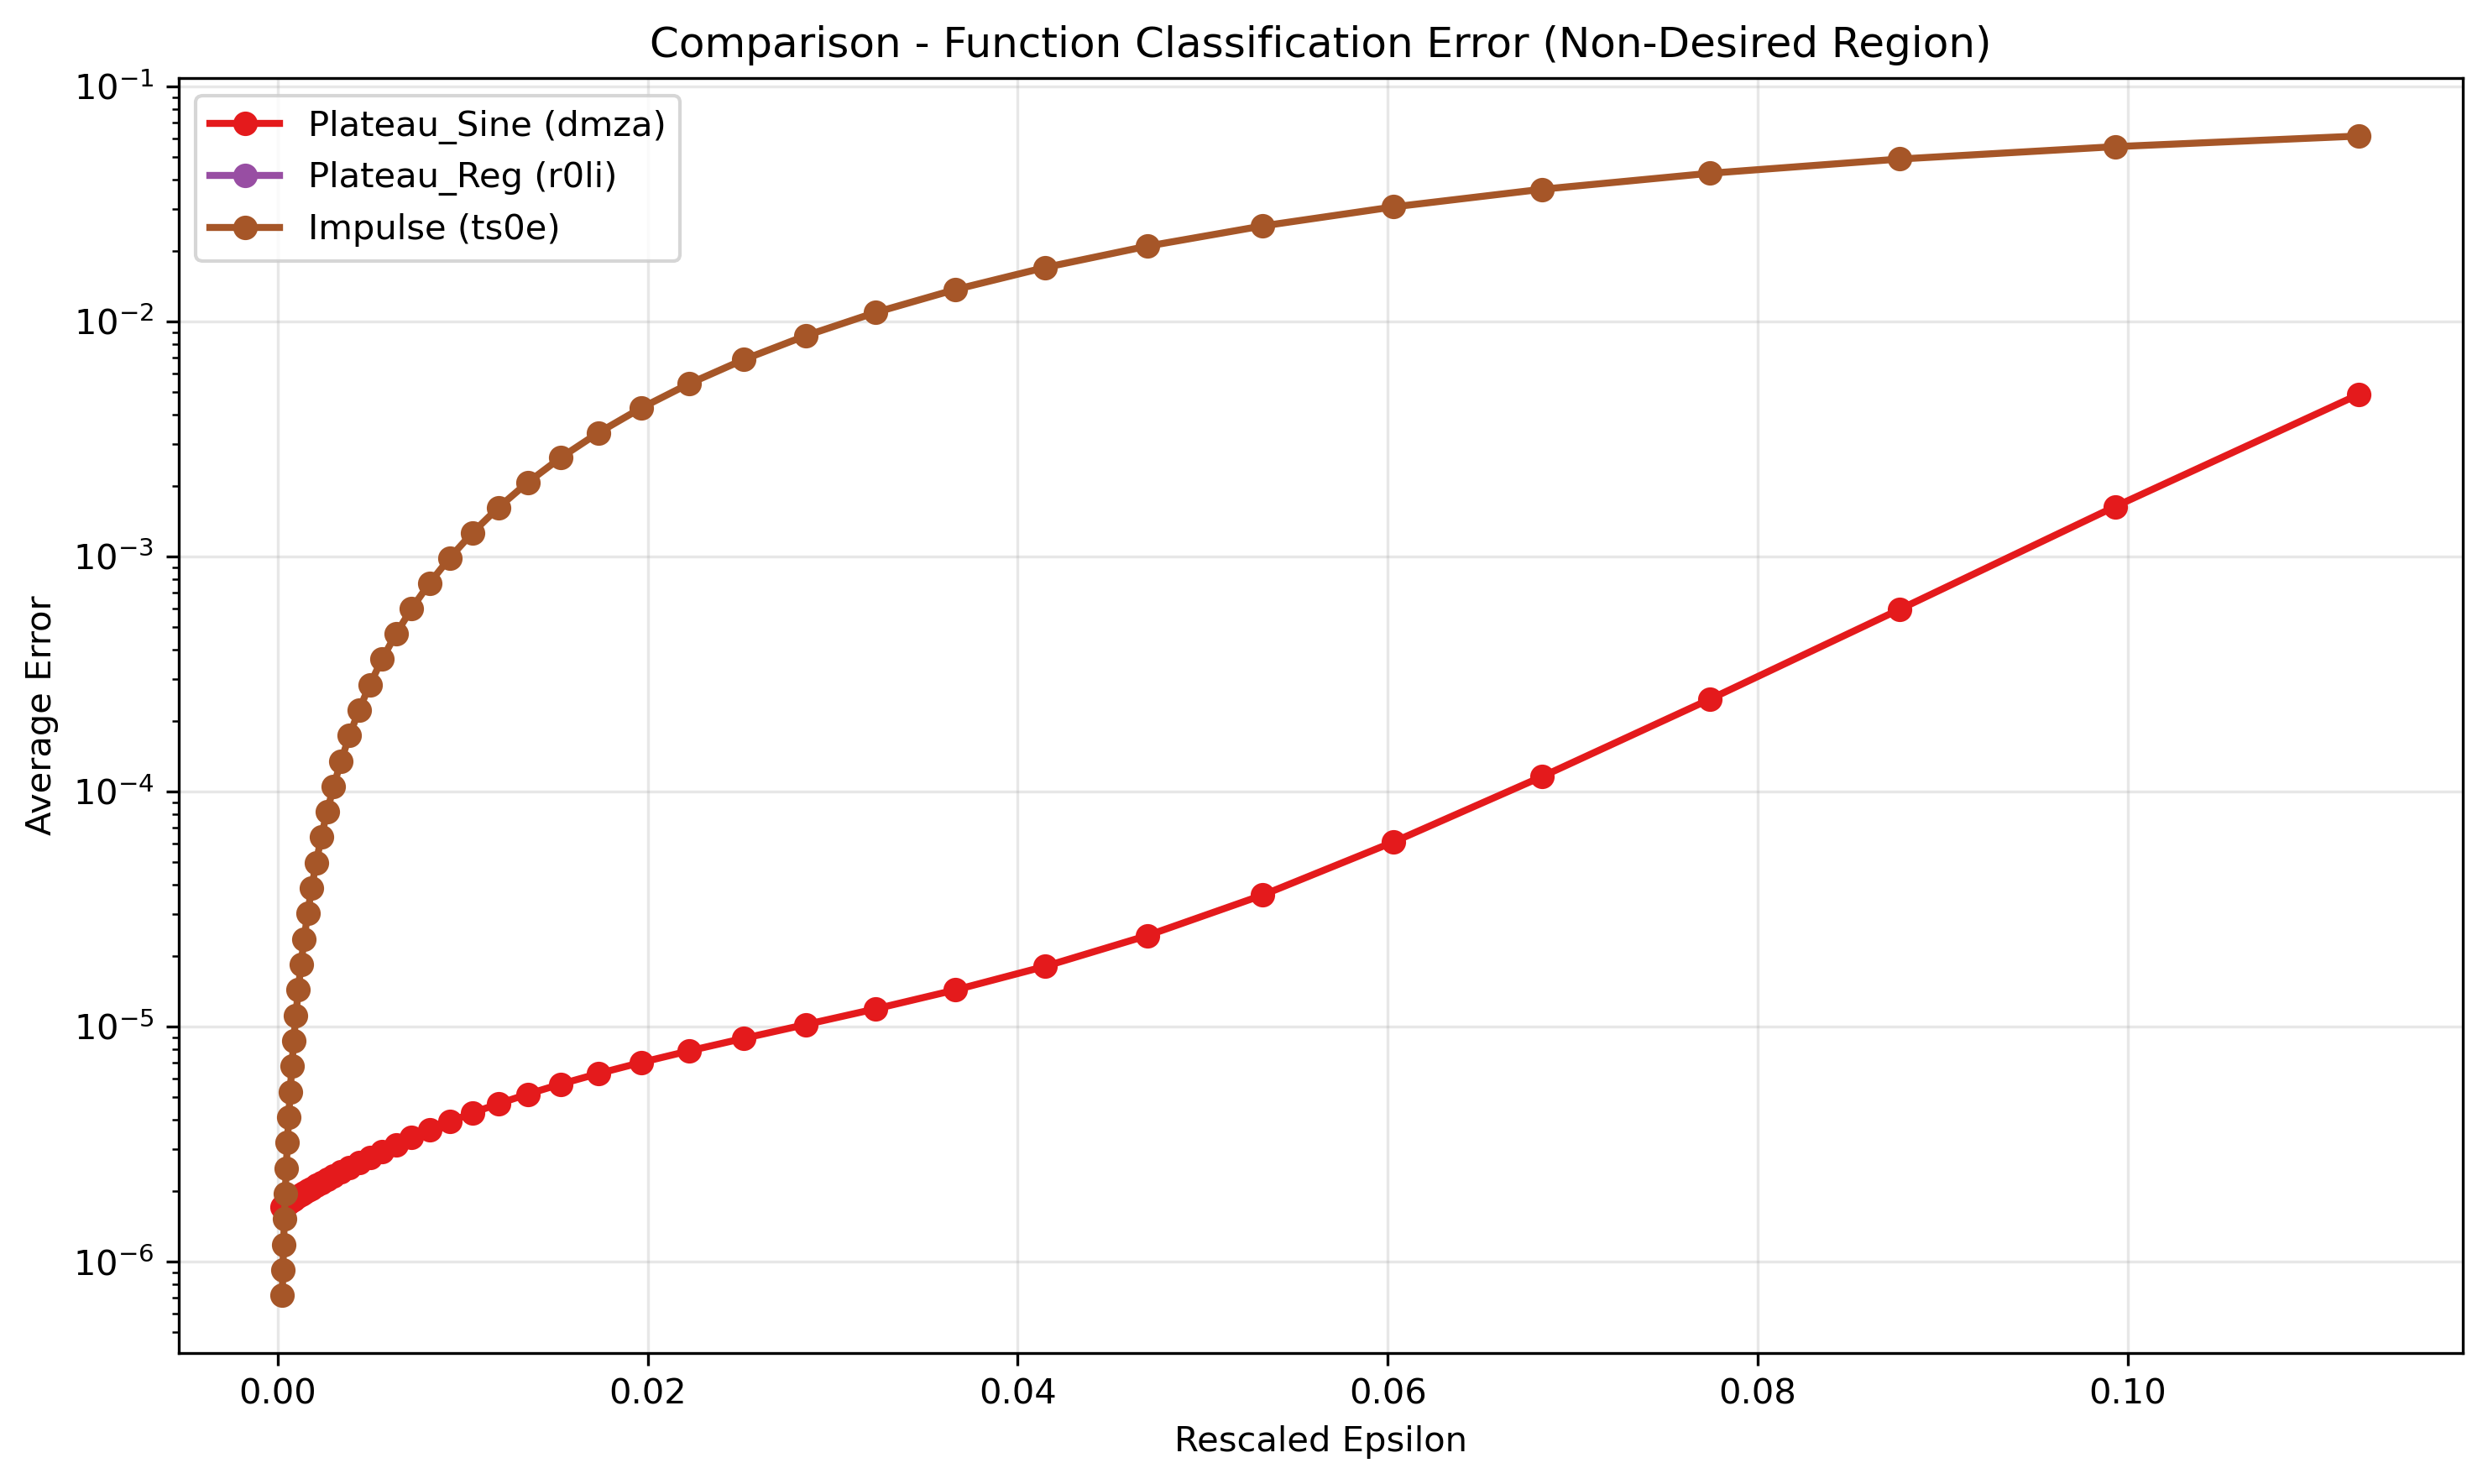 Comparison - Function Classification Error (Non-Desired Region)
10⁻¹
Plateau_Sine (dmza)
Plateau_Reg (r0li)
Impulse (ts0e)
10⁻²
10⁻³
Average Error
10⁻⁴
10⁻⁵
10⁻⁶
0.00 0.02 0.04 0.06 0.08 0.10
Rescaled Epsilon